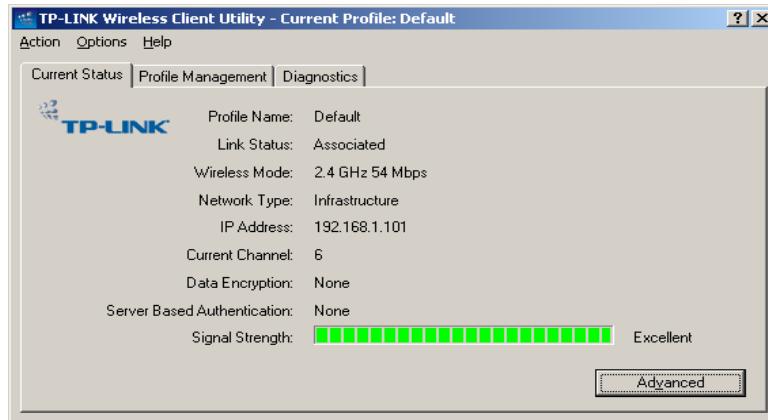 TP-LINK Wireless Client Utility - Current Profile: Default
Action Options Help
Current Status Profile Management Diagnostics
TP-LINK
Profile Name: Default
Link Status: Associated
Wireless Mode: 2.4 GHz 54 Mbps
Network Type: Infrastructure
IP Address: 192.168.1.101
Current Channel: 6
Data Encryption: None
Server Based Authentication: None
Signal Strength: Excellent
Advanced